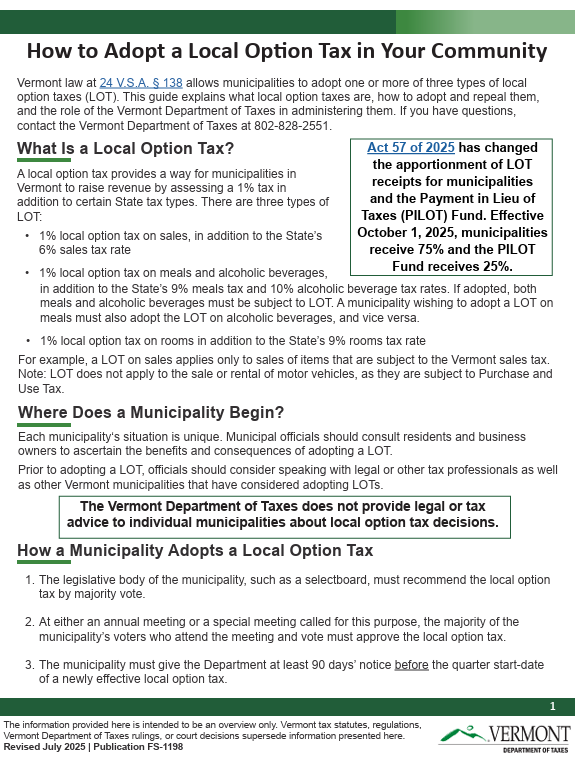 How to Adopt a Local Option Tax in Your Community
Vermont law at 24 V.S.A. § 138 allows municipalities to adopt one or more of three types of local
option taxes (LOT). This guide explains what local option taxes are, how to adopt and repeal them,
and the role of the Vermont Department of Taxes in administering them. If you have questions,
contact the Vermont Department of Taxes at 802-828-2551.
What Is a Local Option Tax?
A local option tax provides a way for municipalities in
Vermont to raise revenue by assessing a 1% tax in
addition to certain State tax types. There are three types of
LOT:
• 1% local option tax on sales, in addition to the State's
6% sales tax rate
Act 57 of 2025 has changed
the apportionment of LOT
receipts for municipalities
and the Payment in Lieu of
Taxes (PILOT) Fund. Effective
October 1, 2025, municipalities
receive 75% and the PILOT
Fund receives 25%.
• 1% local option tax on meals and alcoholic beverages,
in addition to the State's 9% meals tax and 10% alcoholic beverage tax rates. If adopted, both
meals and alcoholic beverages must be subject to LOT. A municipality wishing to adopt a LOT on
meals must also adopt the LOT on alcoholic beverages, and vice versa.
• 1% local option tax on rooms in addition to the State's 9% rooms tax rate
For example, a LOT on sales applies only to sales of items that are subject to the Vermont sales tax.
Note: LOT does not apply to the sale or rental of motor vehicles, as they are subject to Purchase and
Use Tax.
Where Does a Municipality Begin?
Each municipality's situation is unique. Municipal officials should consult residents and business
owners to ascertain the benefits and consequences of adopting a LOT.
Prior to adopting a LOT, officials should consider speaking with legal or other tax professionals as well
as other Vermont municipalities that have considered adopting LOTs.
The Vermont Department of Taxes does not provide legal or tax
advice to individual municipalities about local option tax decisions.
How a Municipality Adopts a Local Option Tax
1. The legislative body of the municipality, such as a selectboard, must recommend the local option
tax by majority vote.
2. At either an annual meeting or a special meeting called for this purpose, the majority of the
municipality's voters who attend the meeting and vote must approve the local option tax.
3. The municipality must give the Department at least 90 days' notice before the quarter start-date
of a newly effective local option tax.
1
The information provided here is intended to be an overview only. Vermont tax statutes, regulations,
Vermont Department of Taxes rulings, or court decisions supersede information presented here.
Revised July 2025 | Publication FS-1198
VERMONT
DEPARTMENT OF TAXES